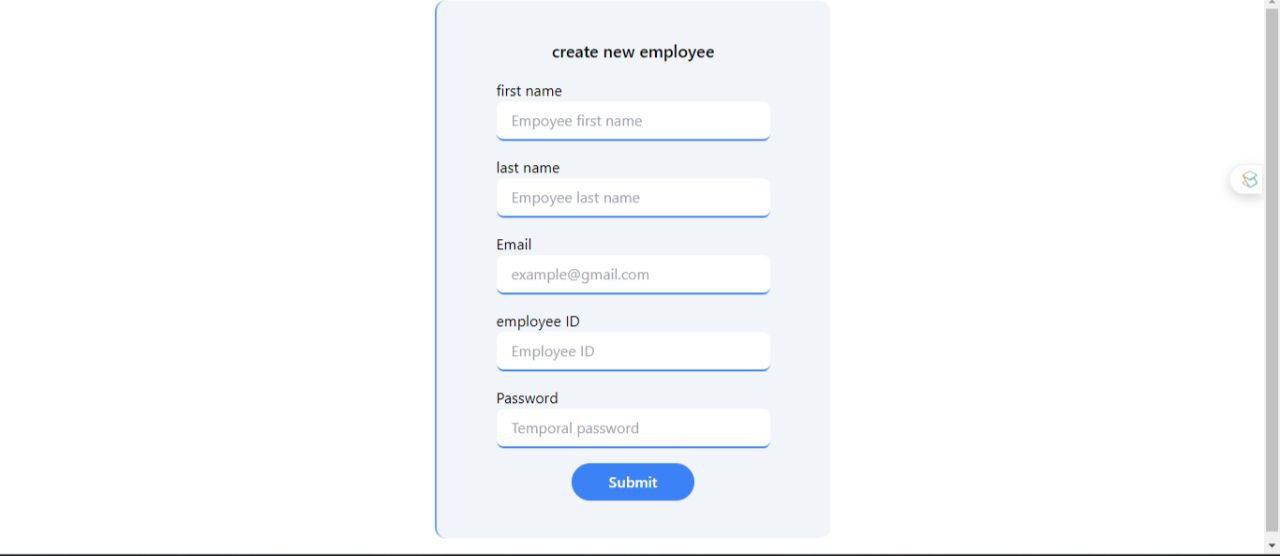 create new employee
first name
Empoyee first name
last name
Empoyee last name
Email
example@gmail.com
employee ID
Employee ID
Password
Temporal password
Submit